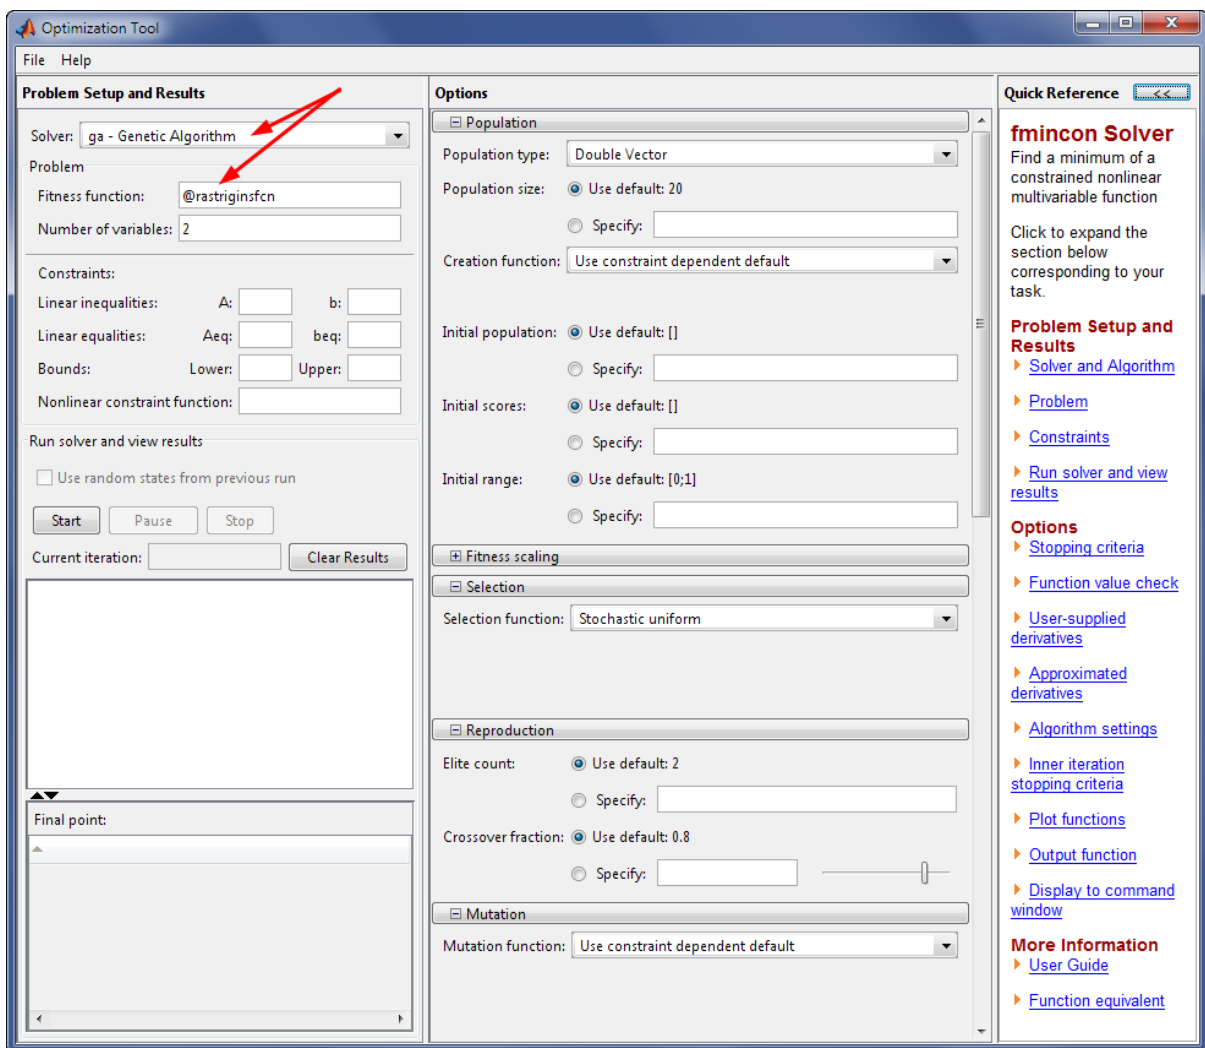 Optimization Tool
File Help
Problem Setup and Results
Solver: ga - Genetic Algorithm
Problem
Fitness function: @rastriginsfcn
Number of variables: 2
Constraints:
Linear inequalities: A: b:
Linear equalities: Aeq: beq:
Bounds: Lower: Upper:
Nonlinear constraint function:
Run solver and view results
Use random states from previous run
Start Pause Stop
Current iteration: Clear Results
Final point:
Options
Population
Population type: Double Vector
Population size: Use default: 20
Specify:
Creation function: Use constraint dependent default
Initial population: Use default: []
Specify:
Initial scores: Use default: []
Specify:
Initial range: Use default: [0;1]
Specify:
Fitness scaling
Selection
Selection function: Stochastic uniform
Reproduction
Elite count: Use default: 2
Specify:
Crossover fraction: Use default: 0.8
Specify:
Mutation
Mutation function: Use constraint dependent default
Quick Reference <<
fmincon Solver
Find a minimum of a
constrained nonlinear
multivariable function
Click to expand the
section below
corresponding to your
task.
Problem Setup and
Results
Solver and Algorithm
Problem
Constraints
Run solver and view
results
Options
Stopping criteria
Function value check
User-supplied
derivatives
Approximated
derivatives
Algorithm settings
Inner iteration
stopping criteria
Plot functions
Output function
Display to command
window
More Information
User Guide
Function equivalent